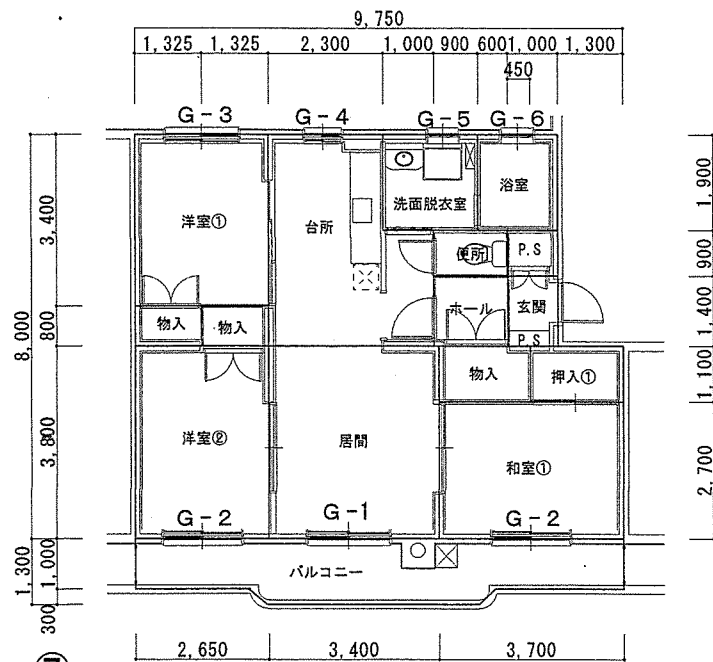 9,750
1,325 1,325 2,300 1,000 900 600 1,000 1,300
450
G-3 G-4 G-5 G-6
洋室① 台所 洗面脱衣室 浴室
便所 P.S
ホール 玄関
物入 物入 P.S
物入 押入①
洋室② 居間 和室①
G-2 G-1 G-2
バルコニー
3,400
800
8,000
3,800
1,300
1,000
300
1,900
900
1,400
1,100
2,700
2,650 3,400 3,700